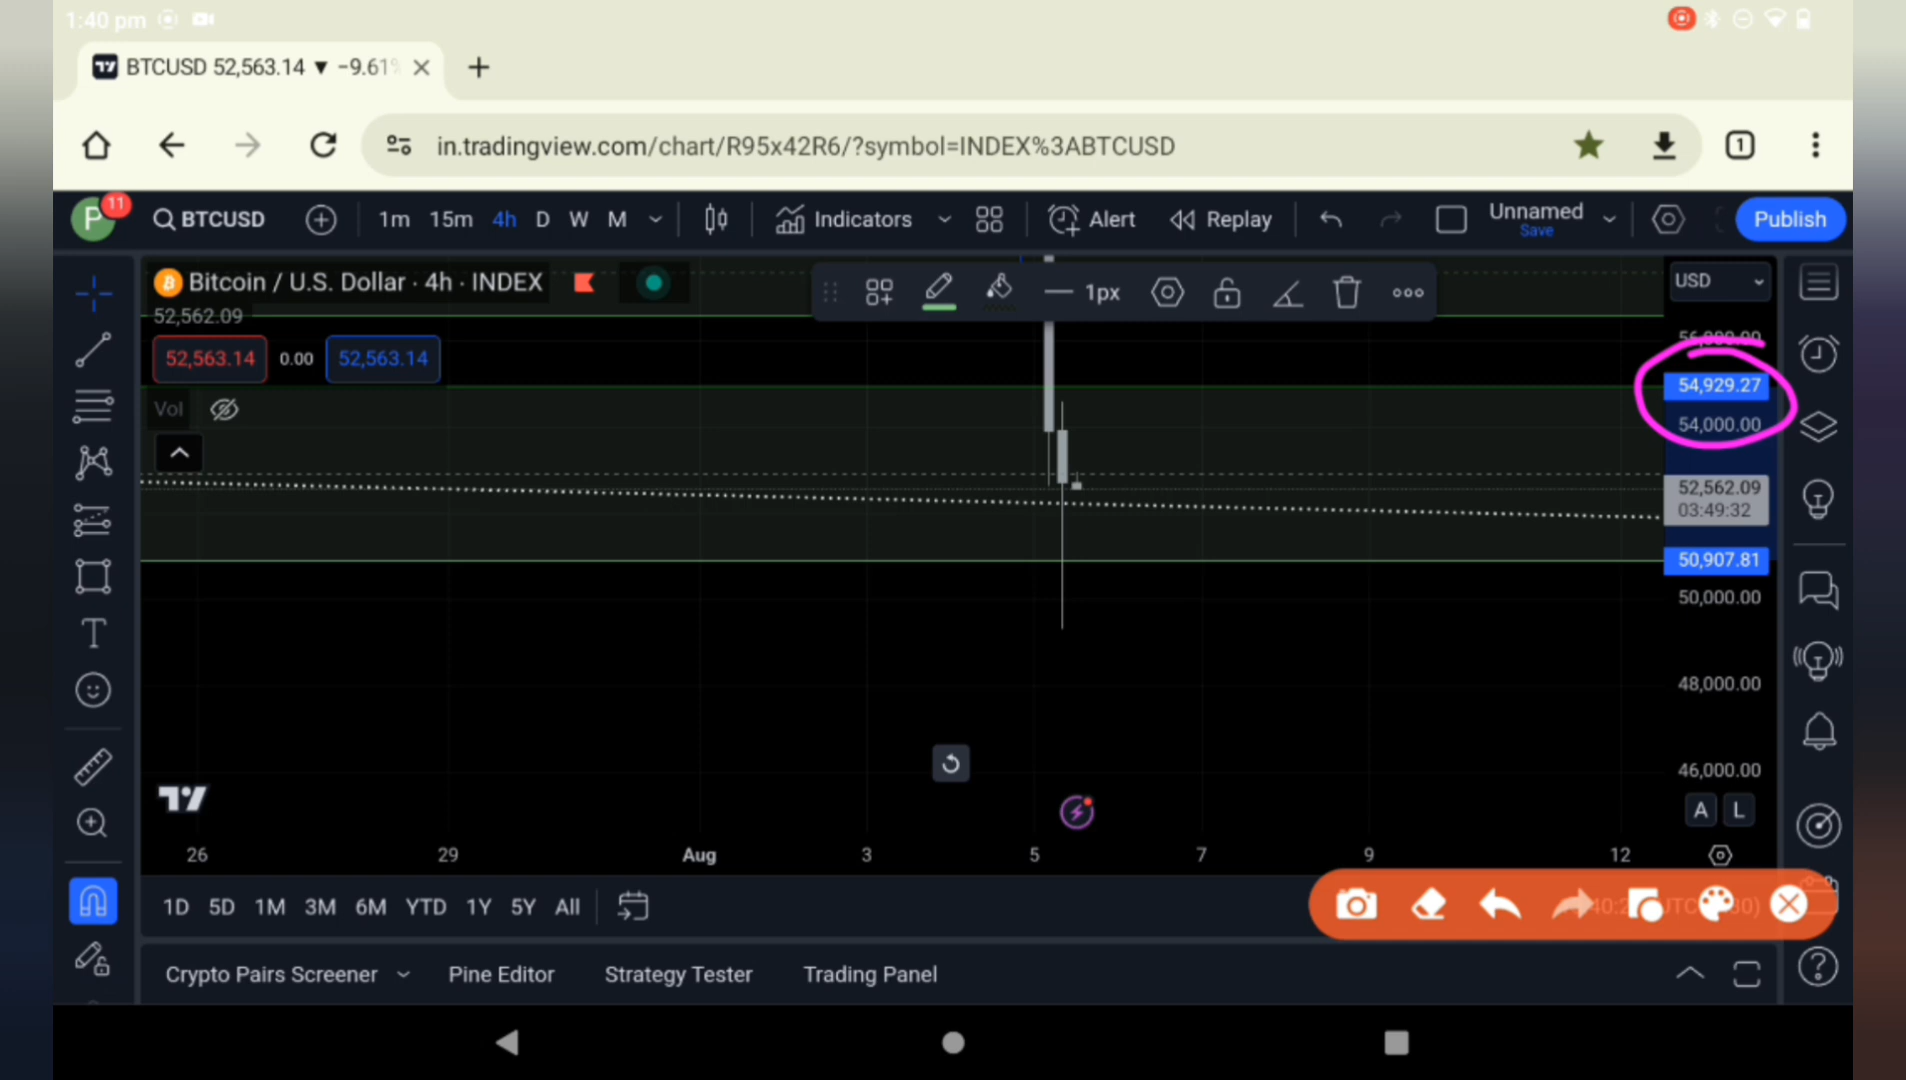 1:40 pm
BTCUSD 52,563.14 ▼ −9.61%
in.tradingview.com/chart/R95x42R6/?symbol=INDEX%3ABTCUSD
1
P
11
BTCUSD
1m 15m 4h D W M
Indicators
Alert
Replay
Unnamed
Save
Publish
Bitcoin / U.S. Dollar · 4h · INDEX
1px
USD
52,562.09
52,563.14 0.00 52,563.14
Vol
56,000.00
54,929.27
54,000.00
52,562.09
03:49:32
50,907.81
50,000.00
48,000.00
46,000.00
A L
26 29 Aug 3 5 7 9 12
1D 5D 1M 3M 6M YTD 1Y 5Y All
Crypto Pairs Screener Pine Editor Strategy Tester Trading Panel